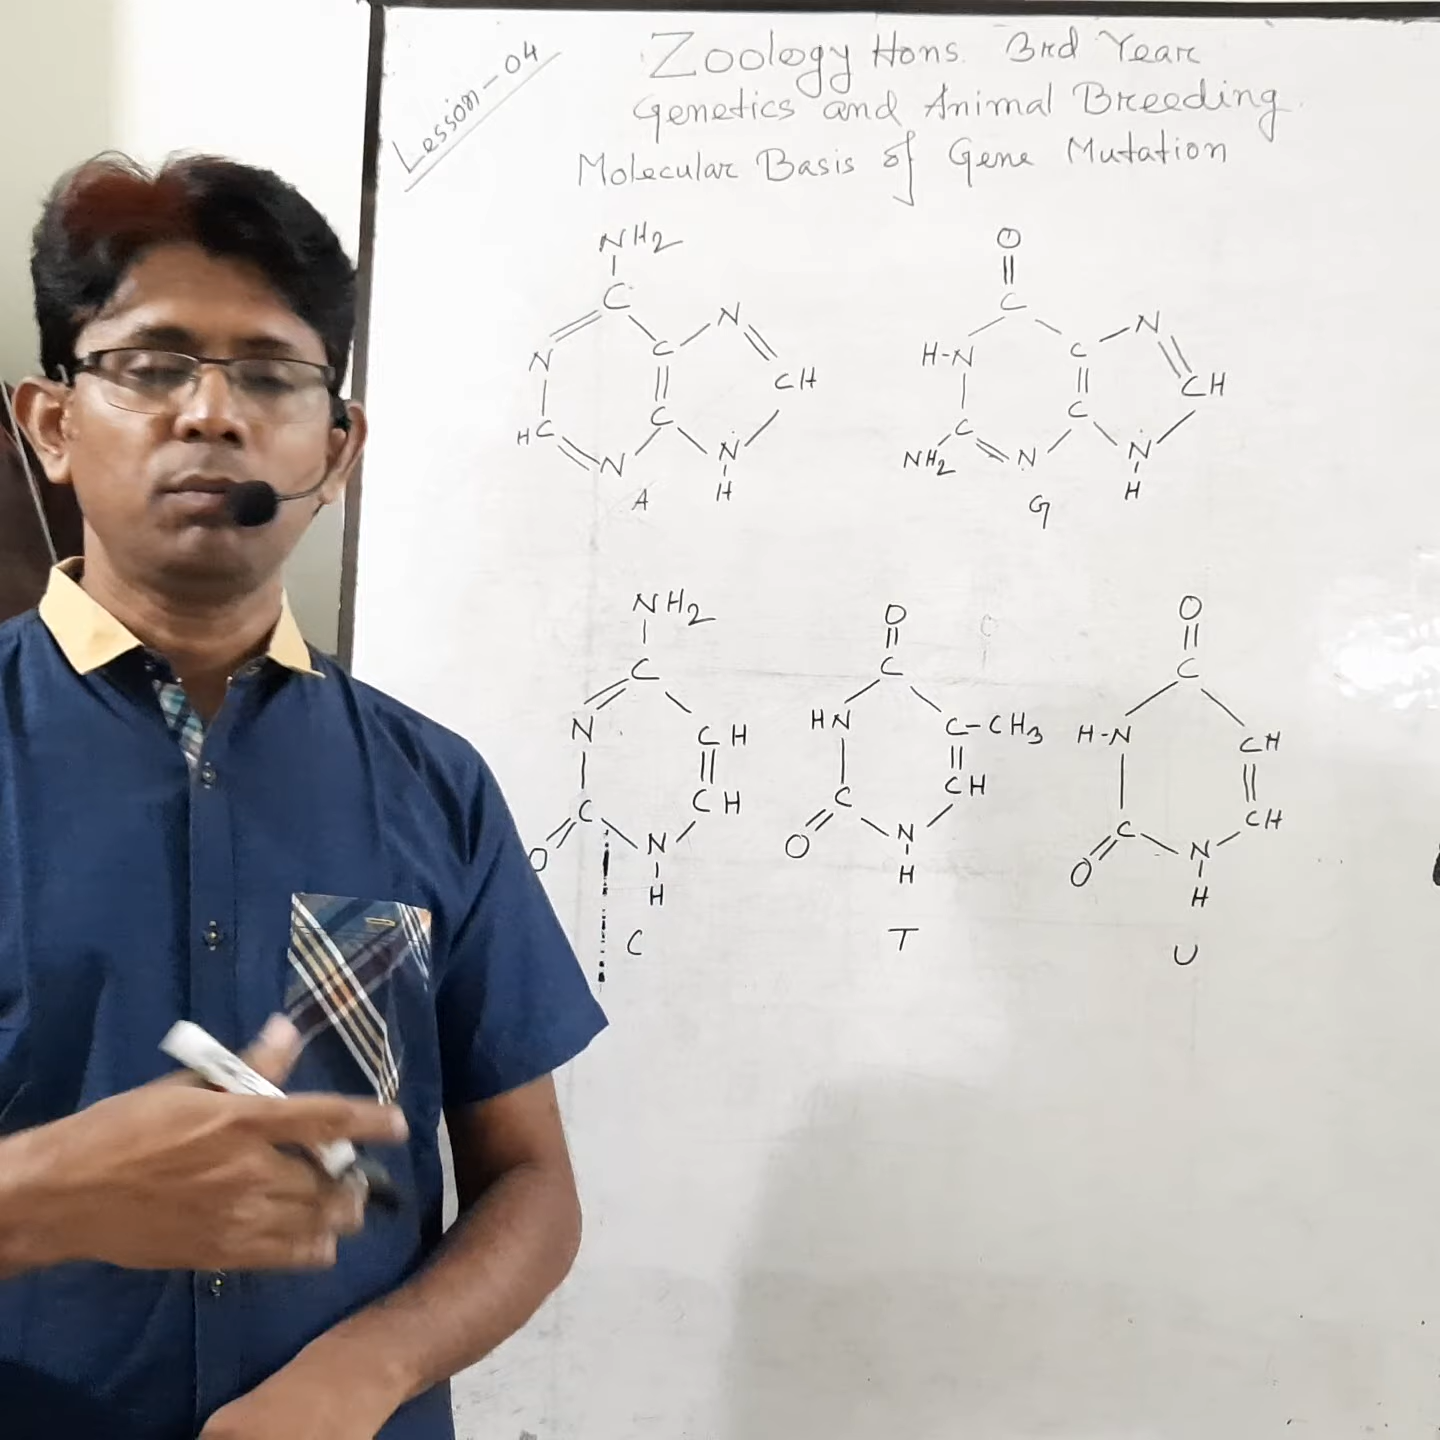 Lesson-04
Zoology Hons. 3rd Year
Genetics and Animal Breeding.
Molecular Basis of Gene Mutation
NH2
C
N
N
C
CH
HC
C
N
N
H
A
O
C
N
H-N
C
CH
C
C
NH2
N
N
H
G
NH2
C
N
CH
CH
C
N
O
H
C
O
C
HN
C-CH3
CH
C
N
O
H
T
O
C
H-N
CH
CH
C
N
O
H
U